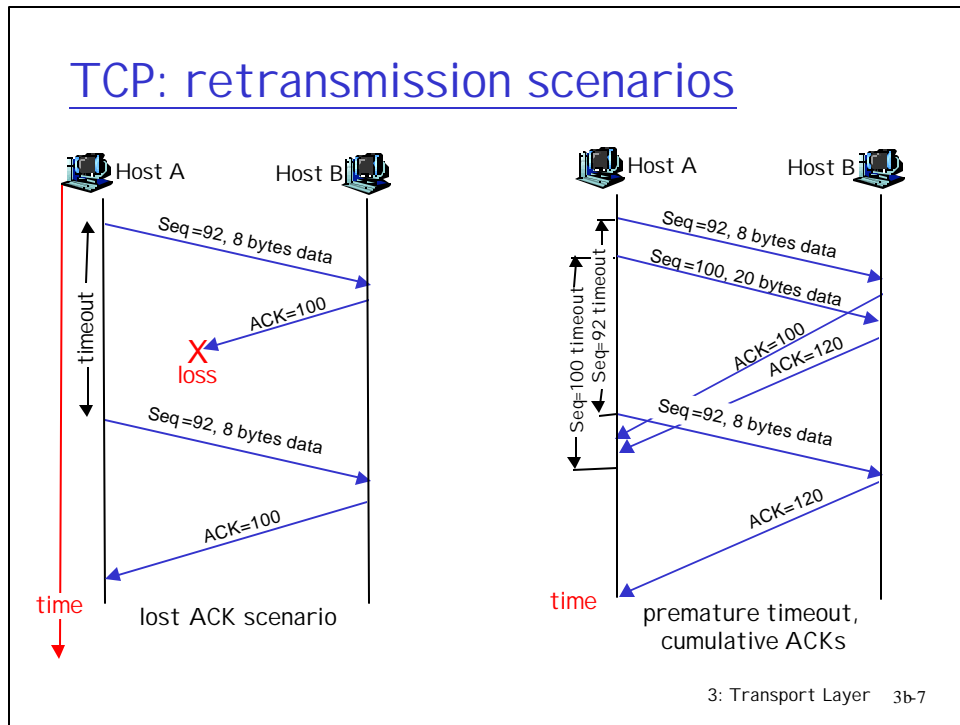 TCP: retransmission scenarios
Host A
Host B
Seq=92, 8 bytes data
ACK=100
X
loss
timeout
Seq=92, 8 bytes data
ACK=100
time
lost ACK scenario
Host A
Host B
Seq=92, 8 bytes data
Seq=100, 20 bytes data
ACK=100
ACK=120
Seq=100 timeout
Seq=92 timeout
Seq=92, 8 bytes data
ACK=120
time
premature timeout,
cumulative ACKs
3: Transport Layer 3b-7